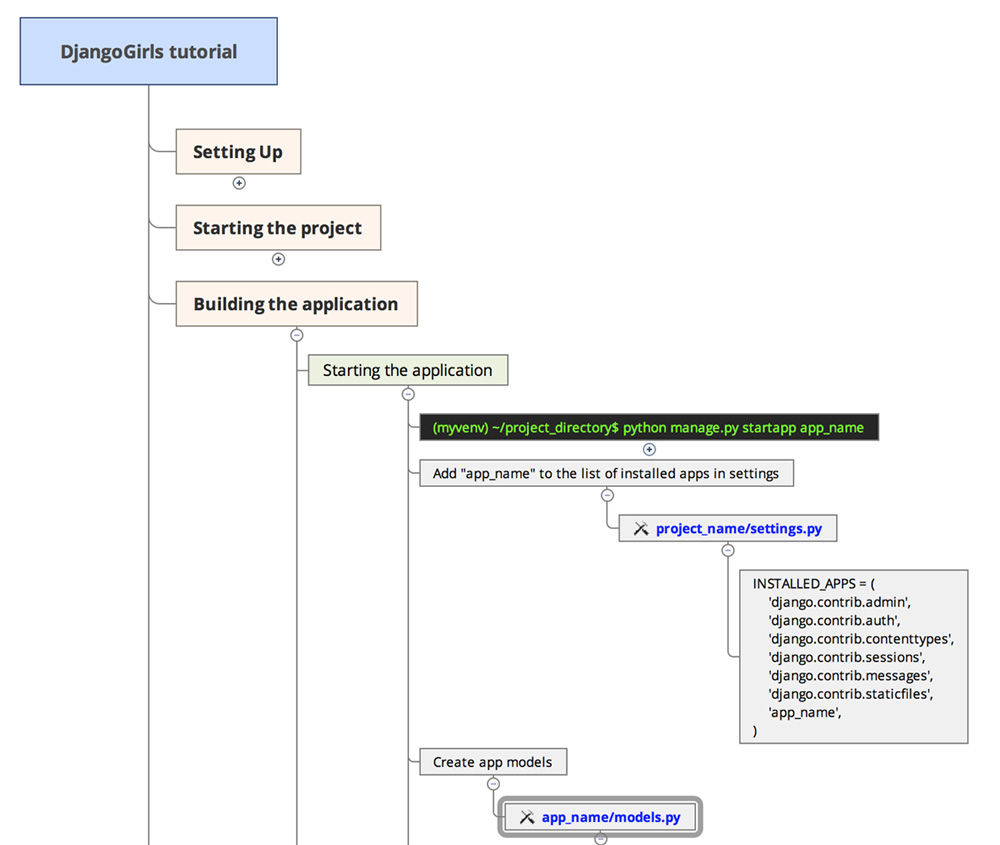 DjangoGirls tutorial
Setting Up
Starting the project
Building the application
Starting the application
(myvenv) ~/project_directory$ python manage.py startapp app_name
Add "app_name" to the list of installed apps in settings
project_name/settings.py
INSTALLED_APPS = (
'django.contrib.admin',
'django.contrib.auth',
'django.contrib.contenttypes',
'django.contrib.sessions',
'django.contrib.messages',
'django.contrib.staticfiles',
'app_name',
)
Create app models
app_name/models.py